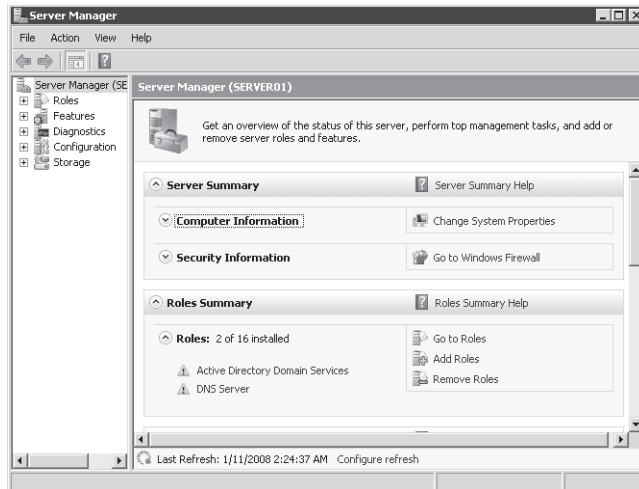 Server Manager
File Action View Help
Server Manager (SE
Roles
Features
Diagnostics
Configuration
Storage
Server Manager (SERVER01)
Get an overview of the status of this server, perform top management tasks, and add or
remove server roles and features.
Server Summary
Server Summary Help
Computer Information
Change System Properties
Security Information
Go to Windows Firewall
Roles Summary
Roles Summary Help
Roles: 2 of 16 installed
Go to Roles
Add Roles
Remove Roles
Active Directory Domain Services
DNS Server
Last Refresh: 1/11/2008 2:24:37 AM Configure refresh